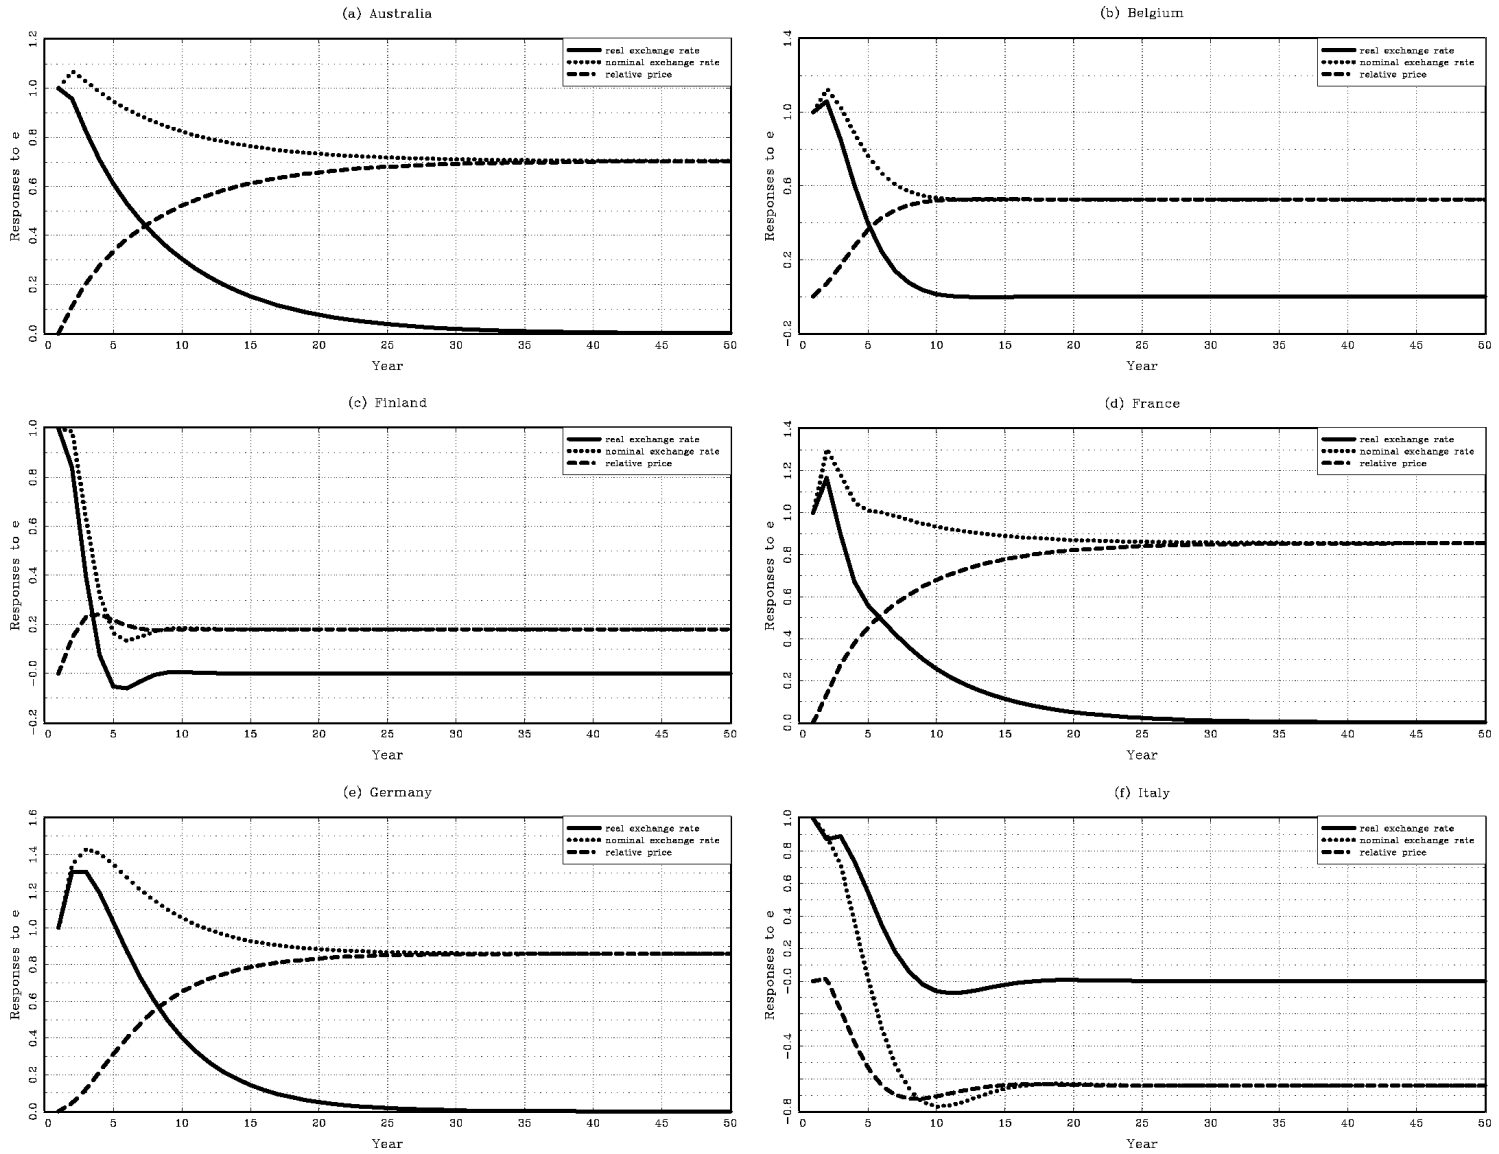 (a) Australia
Responses to e
0.0 0.2 0.4 0.6 0.8 1.0 1.2
real exchange rate
nominal exchange rate
relative price
0 5 10 15 20 25 30 35 40 45 50
Year
(b) Belgium
Responses to e
-0.2 0.2 0.6 1.0 1.4
real exchange rate
nominal exchange rate
relative price
0 5 10 15 20 25 30 35 40 45 50
Year
(c) Finland
Responses to e
-0.2 -0.0 0.2 0.4 0.6 0.8 1.0
real exchange rate
nominal exchange rate
relative price
0 5 10 15 20 25 30 35 40 45 50
Year
(d) France
Responses to e
0.0 0.2 0.4 0.6 0.8 1.0 1.2 1.4
real exchange rate
nominal exchange rate
relative price
0 5 10 15 20 25 30 35 40 45 50
Year
(e) Germany
Responses to e
0.0 0.2 0.4 0.6 0.8 1.0 1.2 1.4 1.6
real exchange rate
nominal exchange rate
relative price
0 5 10 15 20 25 30 35 40 45 50
Year
(f) Italy
Responses to e
-0.8 -0.4 -0.0 0.2 0.4 0.6 0.8 1.0
real exchange rate
nominal exchange rate
relative price
0 5 10 15 20 25 30 35 40 45 50
Year